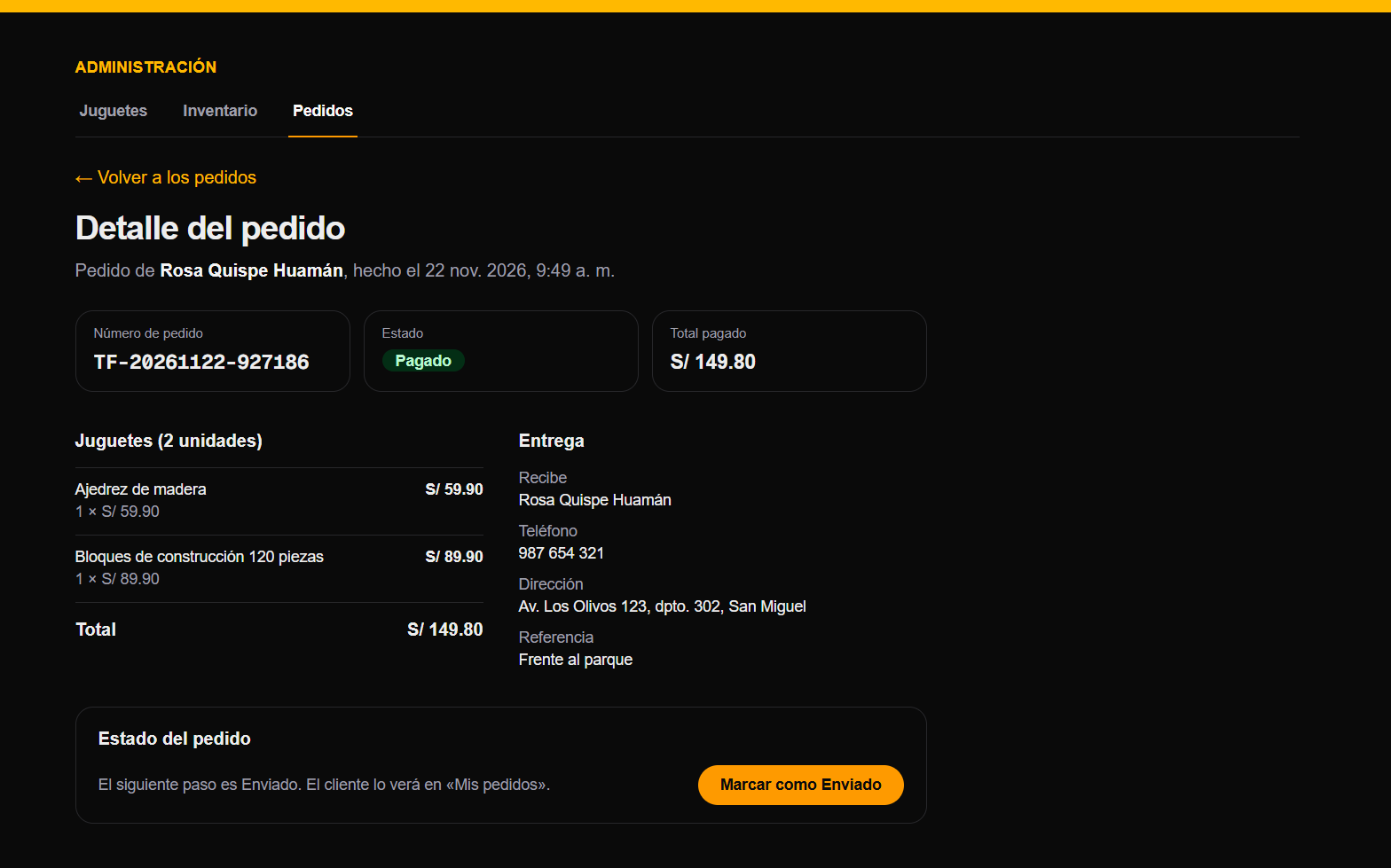 ADMINISTRACIÓN
Juguetes Inventario Pedidos
← Volver a los pedidos
Detalle del pedido
Pedido de Rosa Quispe Huamán, hecho el 22 nov. 2026, 9:49 a. m.
Número de pedido
TF-20261122-927186
Estado
Pagado
Total pagado
S/ 149.80
Juguetes (2 unidades)
Ajedrez de madera S/ 59.90
1 × S/ 59.90
Bloques de construcción 120 piezas S/ 89.90
1 × S/ 89.90
Total S/ 149.80
Entrega
Recibe
Rosa Quispe Huamán
Teléfono
987 654 321
Dirección
Av. Los Olivos 123, dpto. 302, San Miguel
Referencia
Frente al parque
Estado del pedido
El siguiente paso es Enviado. El cliente lo verá en «Mis pedidos».
Marcar como Enviado